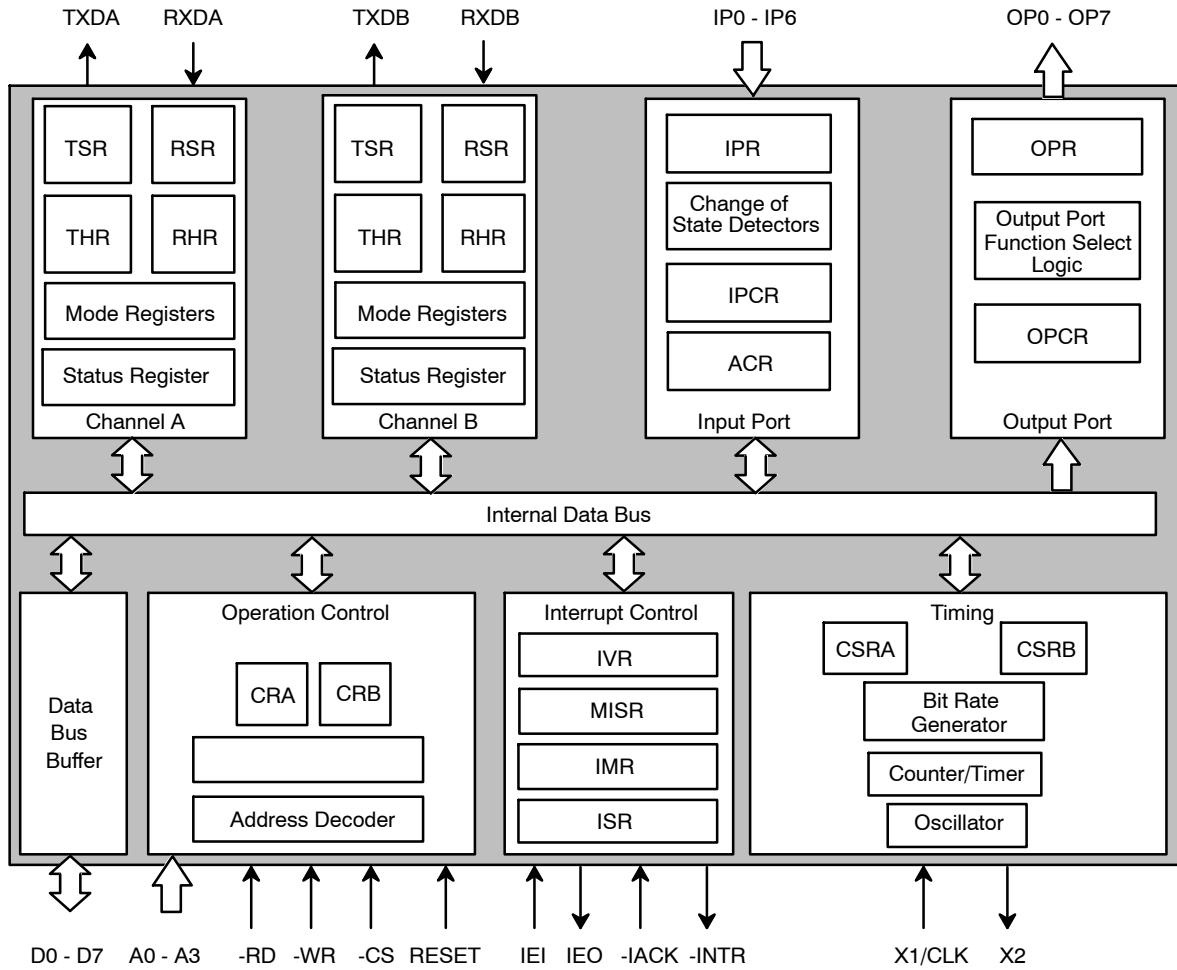 TXDA RXDA TXDB RXDB IP0 - IP6 OP0 - OP7
TSR RSR
THR RHR
Mode Registers
Status Register
Channel A
TSR RSR
THR RHR
Mode Registers
Status Register
Channel B
IPR
Change of
State Detectors
IPCR
ACR
Input Port
OPR
Output Port
Function Select
Logic
OPCR
Output Port
Internal Data Bus
Data
Bus
Buffer
Operation Control
CRA CRB
Address Decoder
Interrupt Control
IVR
MISR
IMR
ISR
Timing
CSRA CSRB
Bit Rate
Generator
Counter/Timer
Oscillator
D0 - D7 A0 - A3 -RD -WR -CS RESET IEI IEO -IACK -INTR X1/CLK X2